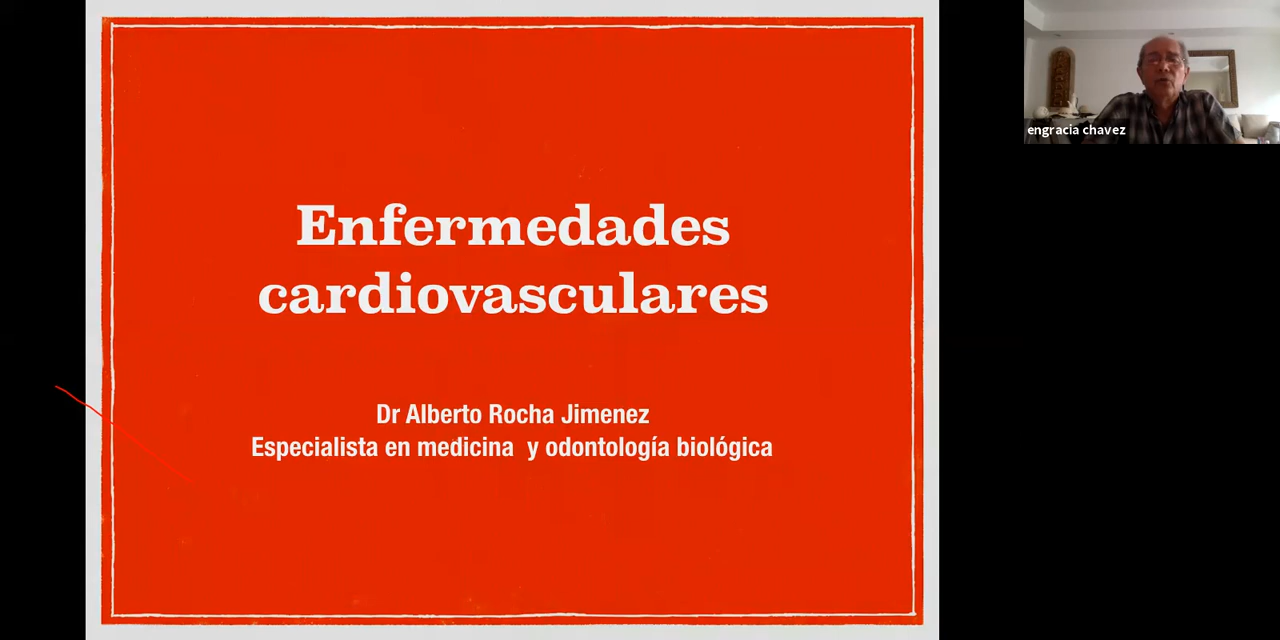 Enfermedades
cardiovasculares
Dr Alberto Rocha Jimenez
Especialista en medicina  y odontología biológica
engracia chavez